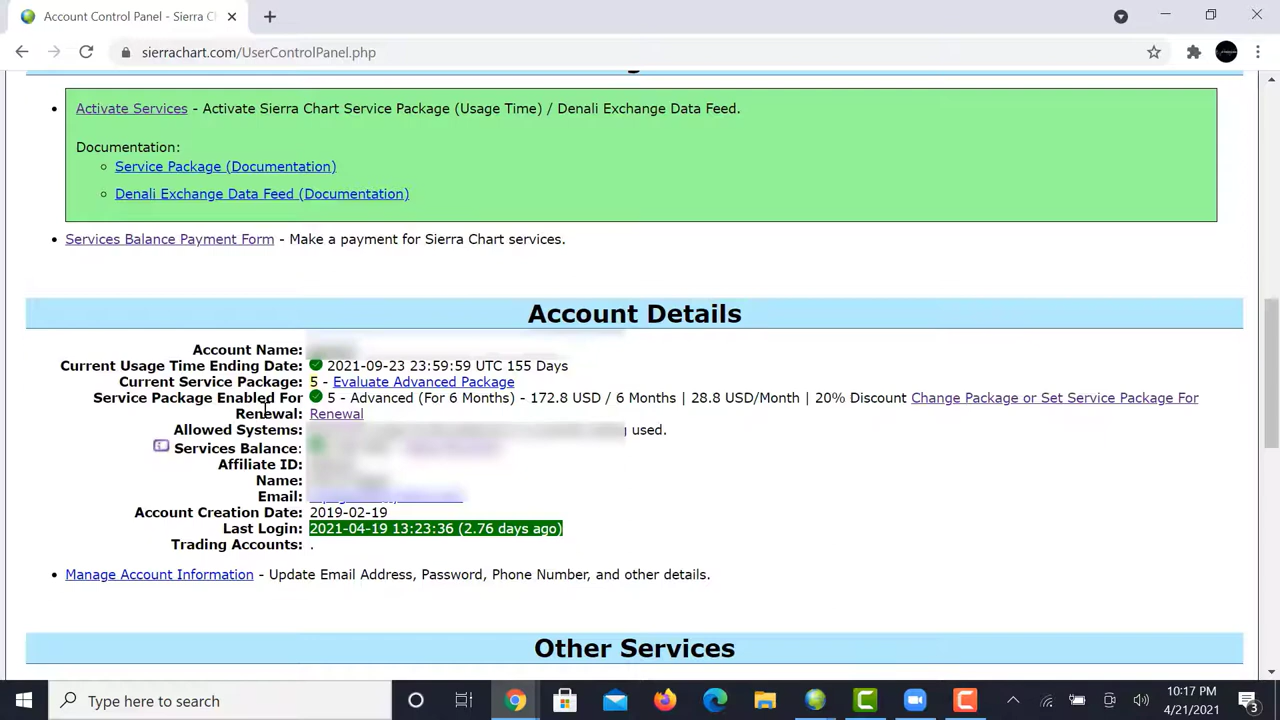 Account Control Panel - Sierra C
sierrachart.com/UserControlPanel.php
Activate Services - Activate Sierra Chart Service Package (Usage Time) / Denali Exchange Data Feed.
Documentation:
Service Package (Documentation)
Denali Exchange Data Feed (Documentation)
Services Balance Payment Form - Make a payment for Sierra Chart services.
Account Details
Account Name:
Current Usage Time Ending Date: 2021-09-23 23:59:59 UTC 155 Days
Current Service Package: 5 - Evaluate Advanced Package
Service Package Enabled For 5 - Advanced (For 6 Months) - 172.8 USD / 6 Months | 28.8 USD/Month | 20% Discount Change Package or Set Service Package For
Renewal: Renewal
Allowed Systems: used.
Services Balance:
Affiliate ID:
Name:
Email:
Account Creation Date: 2019-02-19
Last Login: 2021-04-19 13:23:36 (2.76 days ago)
Trading Accounts: .
Manage Account Information - Update Email Address, Password, Phone Number, and other details.
Other Services
Type here to search
10:17 PM
4/21/2021
3